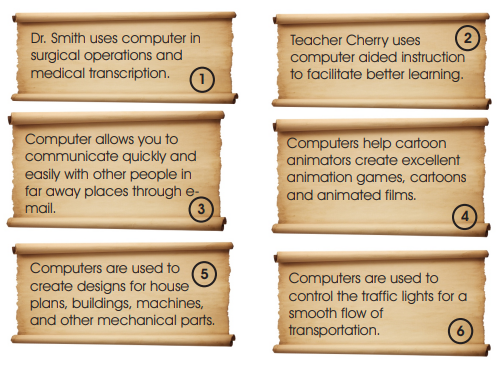 Dr. Smith uses computer in
surgical operations and
medical transcription.
1
Teacher Cherry uses
computer aided instruction
to facilitate better learning.
2
Computer allows you to
communicate quickly and
easily with other people in
far away places through e-
mail.
3
Computers help cartoon
animators create excellent
animation games, cartoons
and animated films.
4
Computers are used to
create designs for house
plans, buildings, machines,
and other mechanical parts.
5
Computers are used to
control the traffic lights for a
smooth flow of
transportation.
6